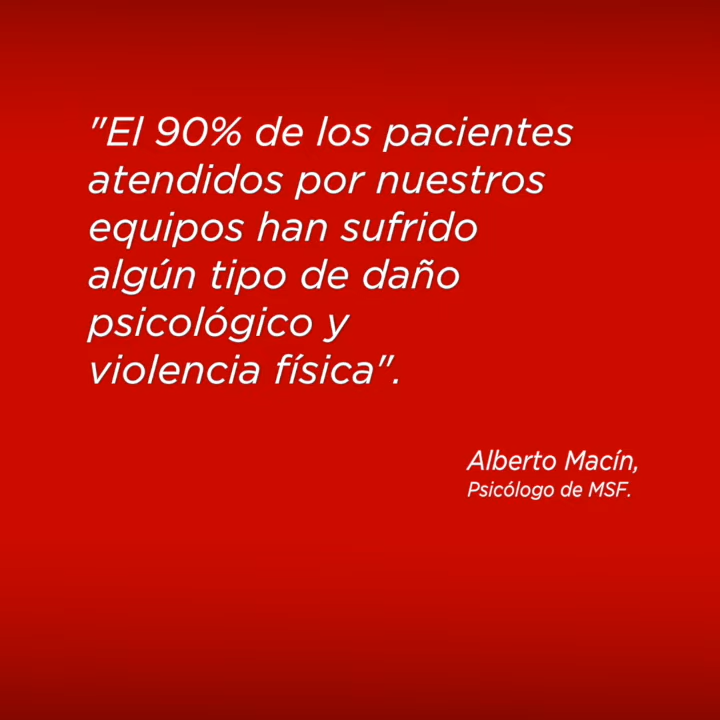 "El 90% de los pacientes
atendidos por nuestros
equipos han sufrido
algún tipo de daño
psicológico y
violencia física".
Alberto Macín,
Psicólogo de MSF.